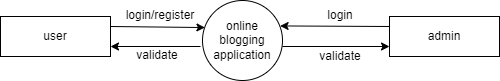 login/register
login
user
online
blogging
application
admin
validate
validate